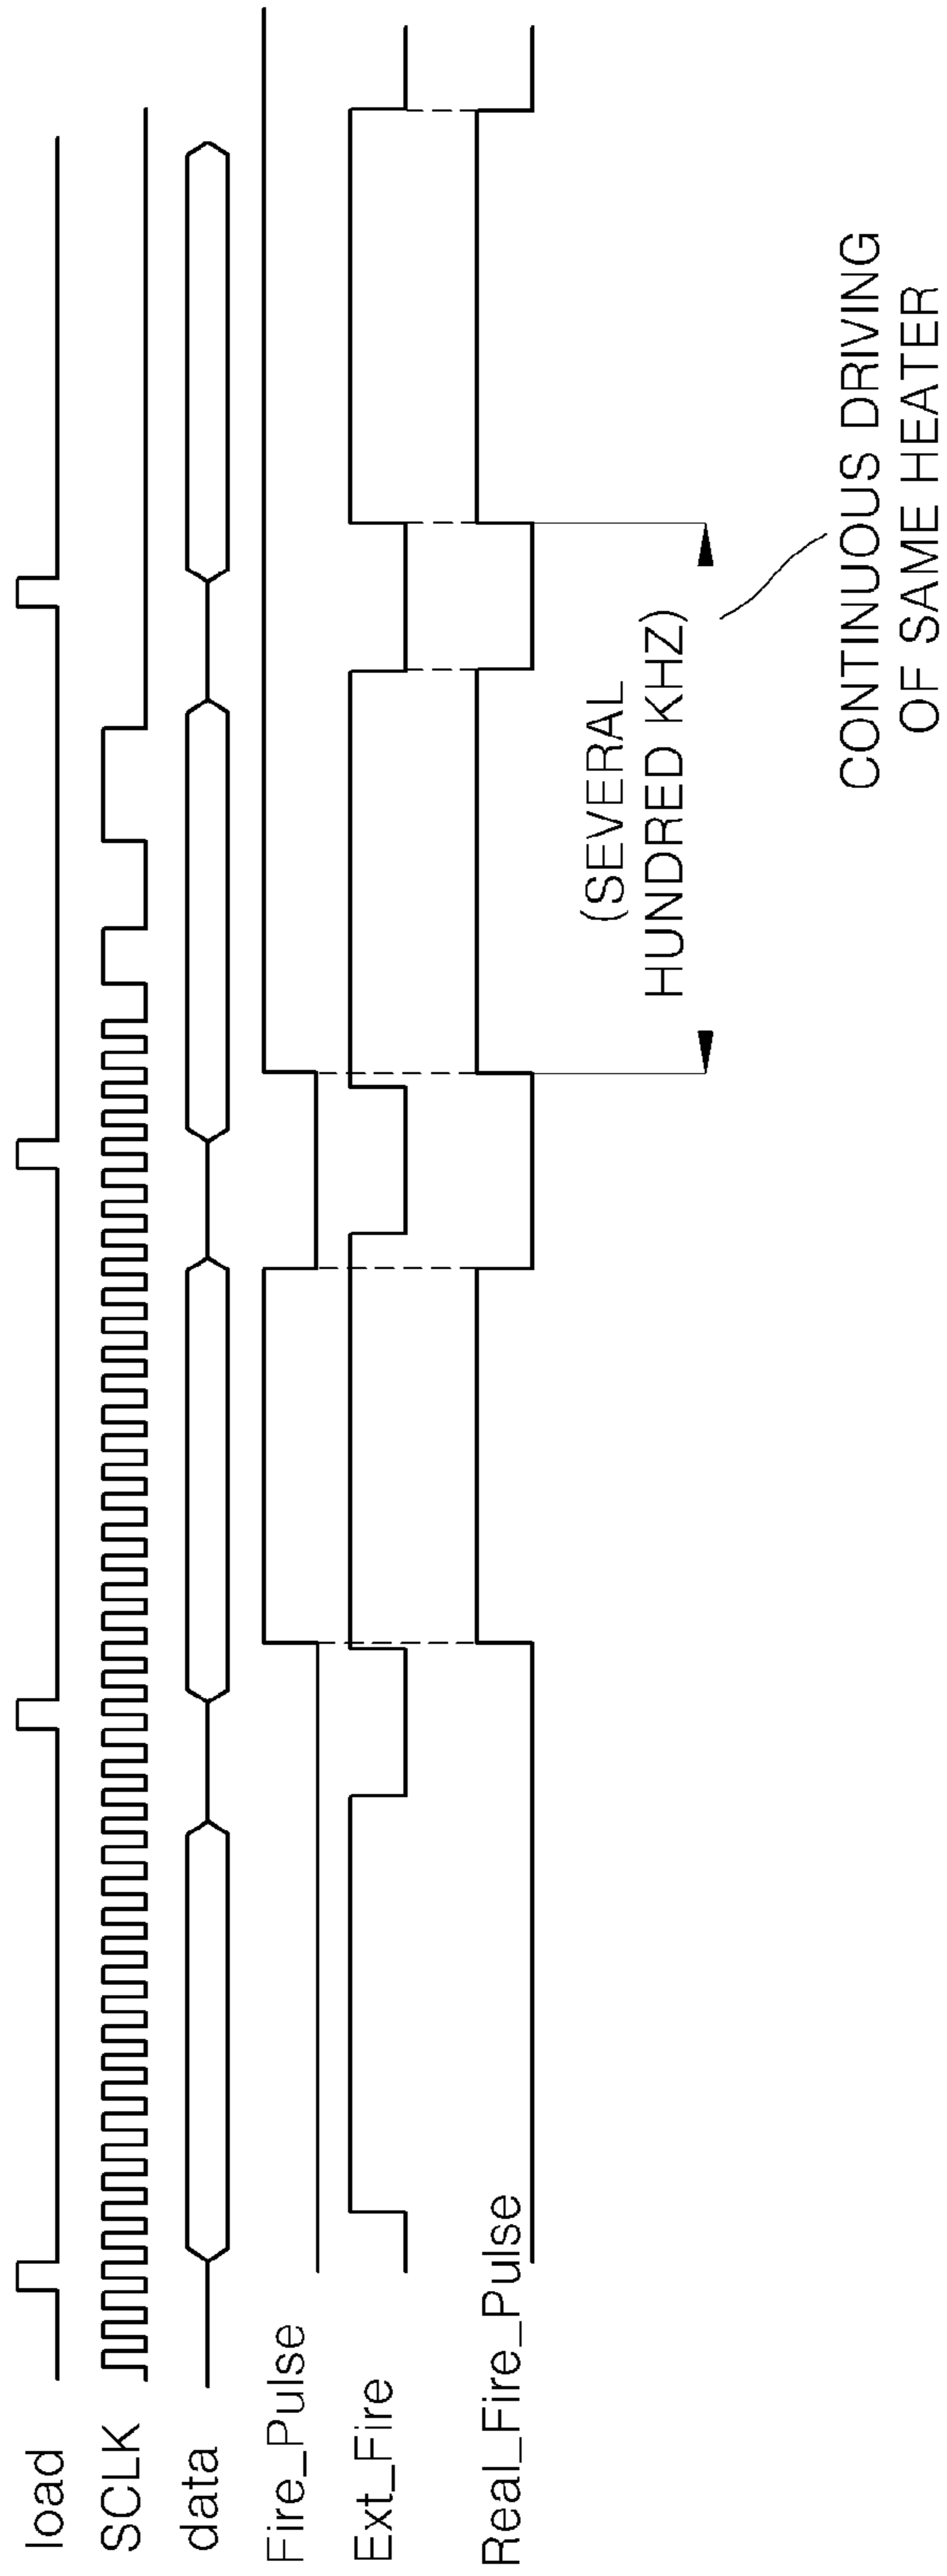 load
SCLK
data
Fire_Pulse
Ext_Fire
Real_Fire_Pulse
(SEVERAL
HUNDRED KHZ)
CONTINUOUS DRIVING
OF SAME HEATER